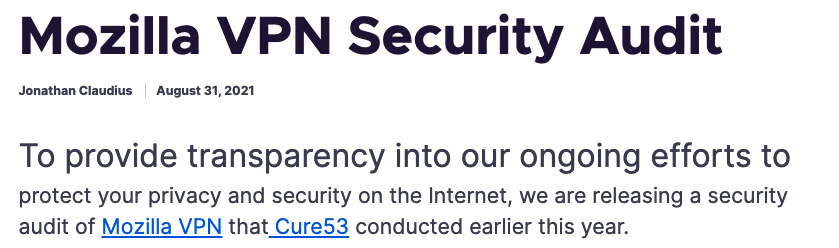 Mozilla VPN Security Audit
Jonathan Claudius August 31, 2021
To provide transparency into our ongoing efforts to
protect your privacy and security on the Internet, we are releasing a security
audit of Mozilla VPN that Cure53 conducted earlier this year.